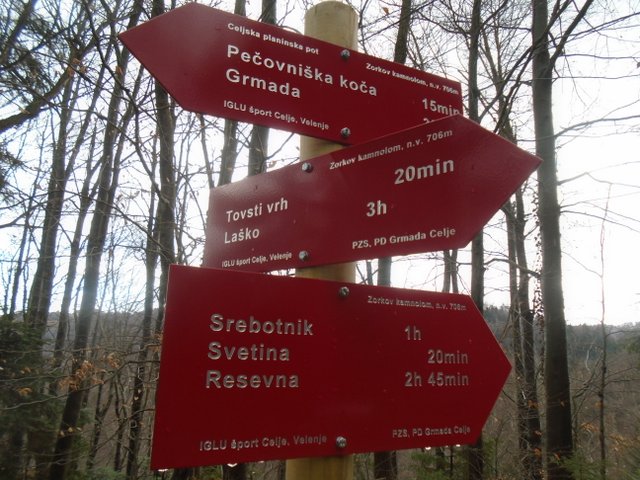 Celjska planinska pot
Zorkov kamnolom, n.v. 706m
Pečovniška koča 15min
Grmada
IGLU šport Celje, Velenje
Zorkov kamnolom, n.v. 706m
Tovsti vrh 20min
Laško 3h
IGLU šport Celje, Velenje PZS, PD Grmada Celje
Zorkov kamnolom, n.v. 706m
Srebotnik 1h
Svetina 20min
Resevna 2h 45min
IGLU šport Celje, Velenje PZS, PD Grmada Celje